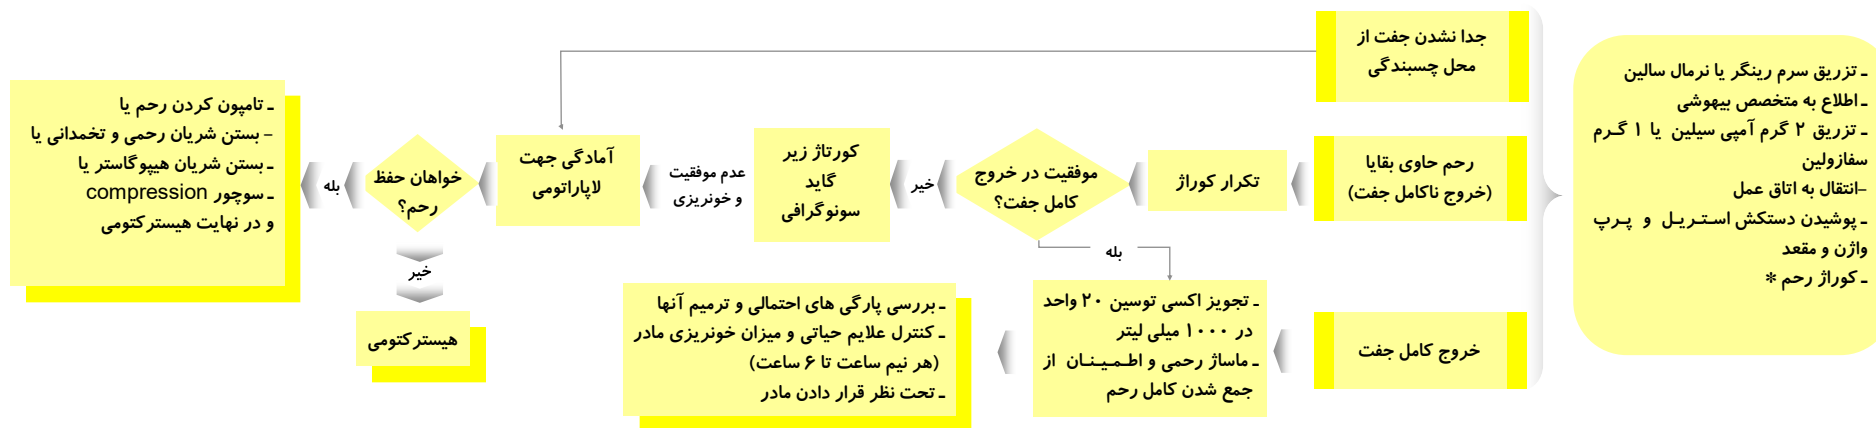 ـ تزریق سرم رینگر یا نرمال سالین
ـ اطلاع به متخصص بیهوشی
ـ تزریق ۲ گرم آمپی سیلین یا ۱ گرم
سفازولین
–انتقال به اتاق عمل
ـ پوشیدن دستکش استریل و پرپ
واژن و مقعد
ـ کوراژ رحم *
جدا نشدن جفت از
محل چسبندگی
رحم حاوی بقایا
(خروج ناکامل جفت)
خروج کامل جفت
تکرار کوراژ
موفقیت در خروج
کامل جفت؟
خیر
بله
ـ تجویز اکسی توسین ۲۰ واحد
در ۱۰۰۰ میلی لیتر
ـ ماساژ رحمی و اطمینان از
جمع شدن کامل رحم
کورتاژ زیر
گاید
سونوگرافی
عدم موفقیت
و خونریزی
ـ بررسی پارگی های احتمالی و ترمیم آنها
ـ کنترل علایم حیاتی و میزان خونریزی مادر
(هر نیم ساعت تا ۶ ساعت)
ـ تحت نظر قرار دادن مادر
آمادگی جهت
لاپاراتومی
خواهان حفظ
رحم؟
بله
خیر
هیسترکتومی
ـ تامپون کردن رحم یا
– بستن شریان رحمی و تخمدانی یا
ـ بستن شریان هیپوگاستر یا
ـ سوچور compression
و در نهایت هیسترکتومی